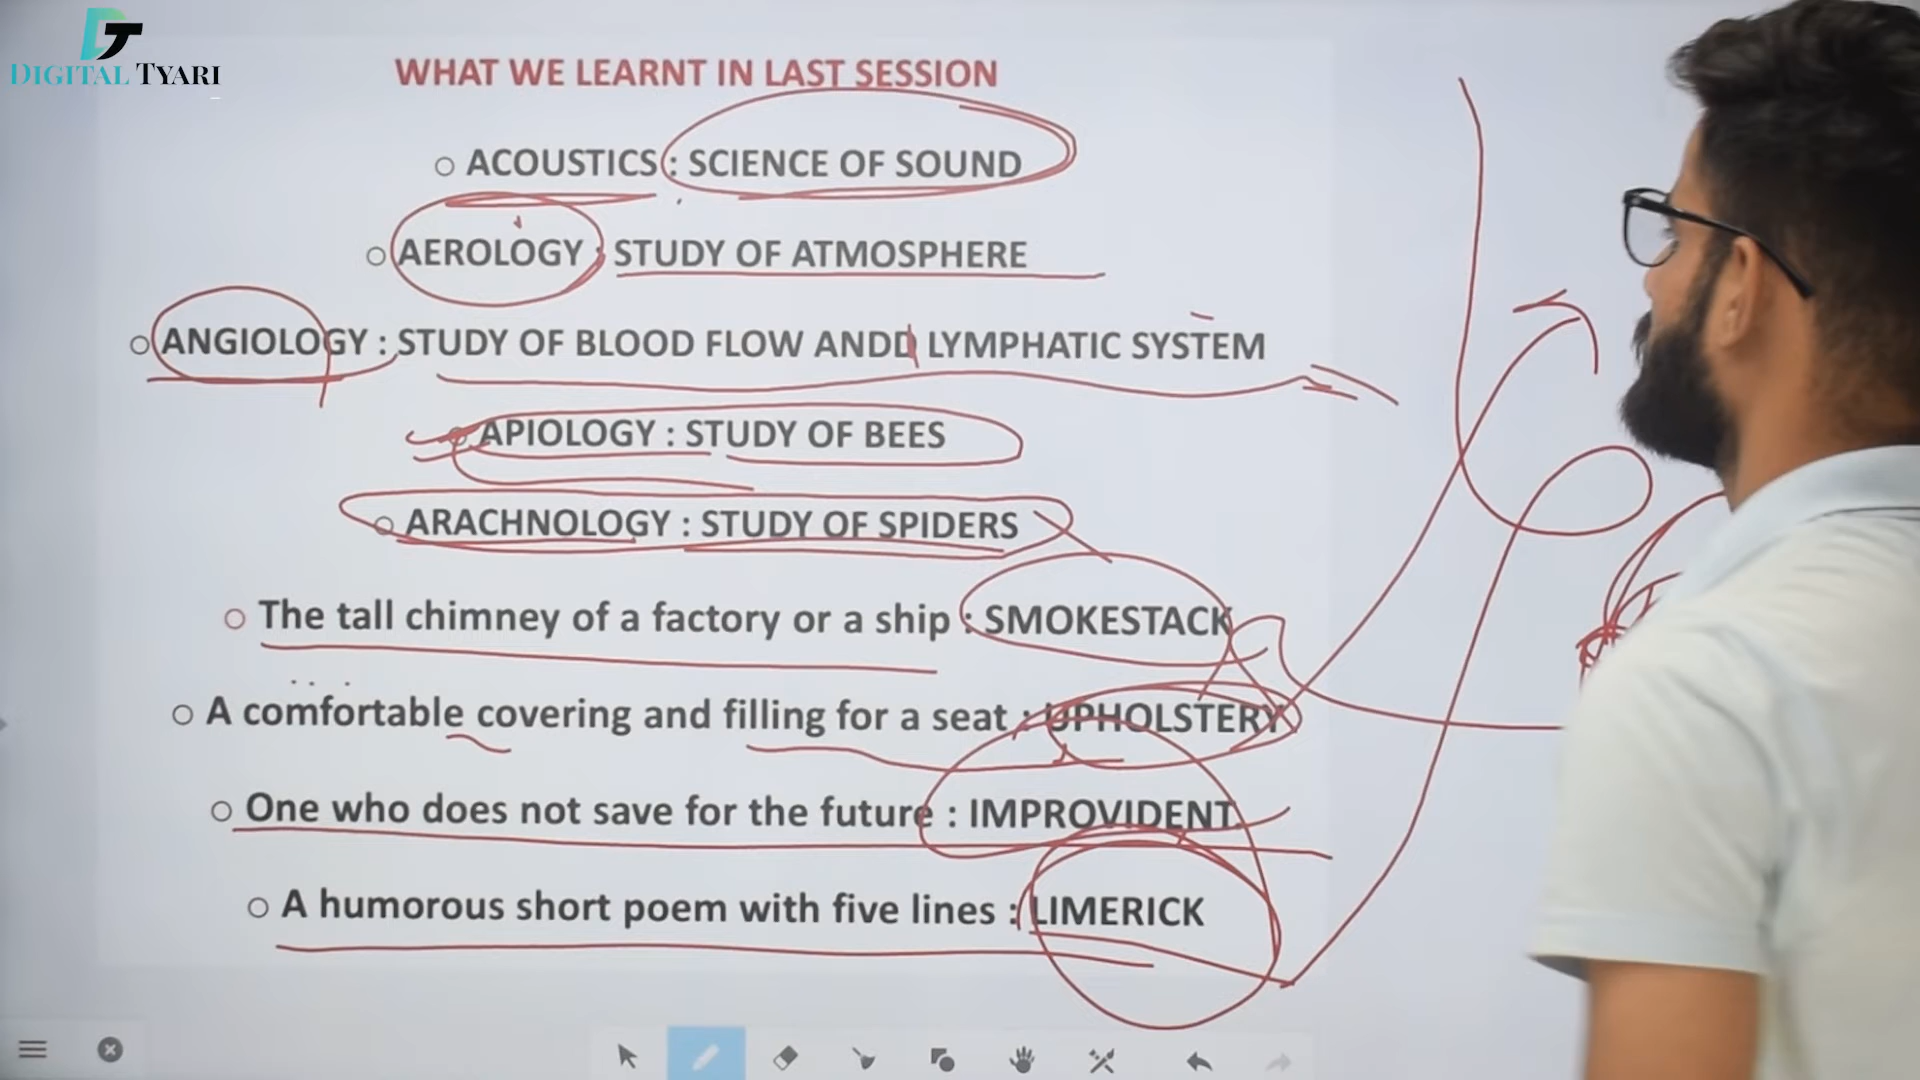 DIGITAL TYARI
WHAT WE LEARNT IN LAST SESSION
○ ACOUSTICS : SCIENCE OF SOUND
○ AEROLOGY : STUDY OF ATMOSPHERE
○ ANGIOLOGY : STUDY OF BLOOD FLOW ANDD LYMPHATIC SYSTEM
○ APIOLOGY : STUDY OF BEES
○ ARACHNOLOGY : STUDY OF SPIDERS
○ The tall chimney of a factory or a ship : SMOKESTACK
○ A comfortable covering and filling for a seat : UPHOLSTERY
○ One who does not save for the future : IMPROVIDENT
○ A humorous short poem with five lines : LIMERICK